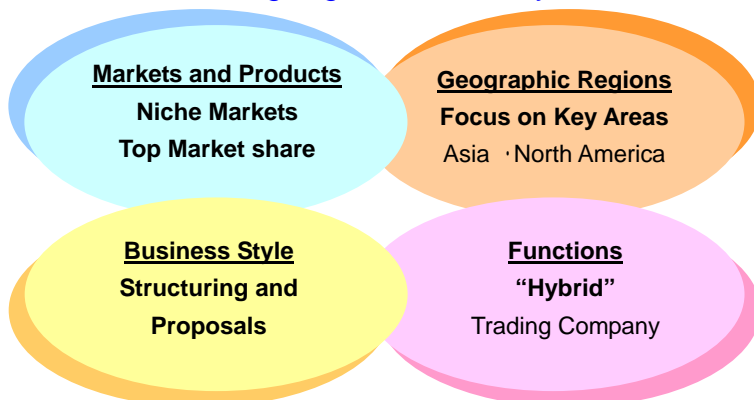 Markets and Products
Niche Markets
Top Market share
Geographic Regions
Focus on Key Areas
Asia ・North America
Business Style
Structuring and
Proposals
Functions
“Hybrid”
Trading Company